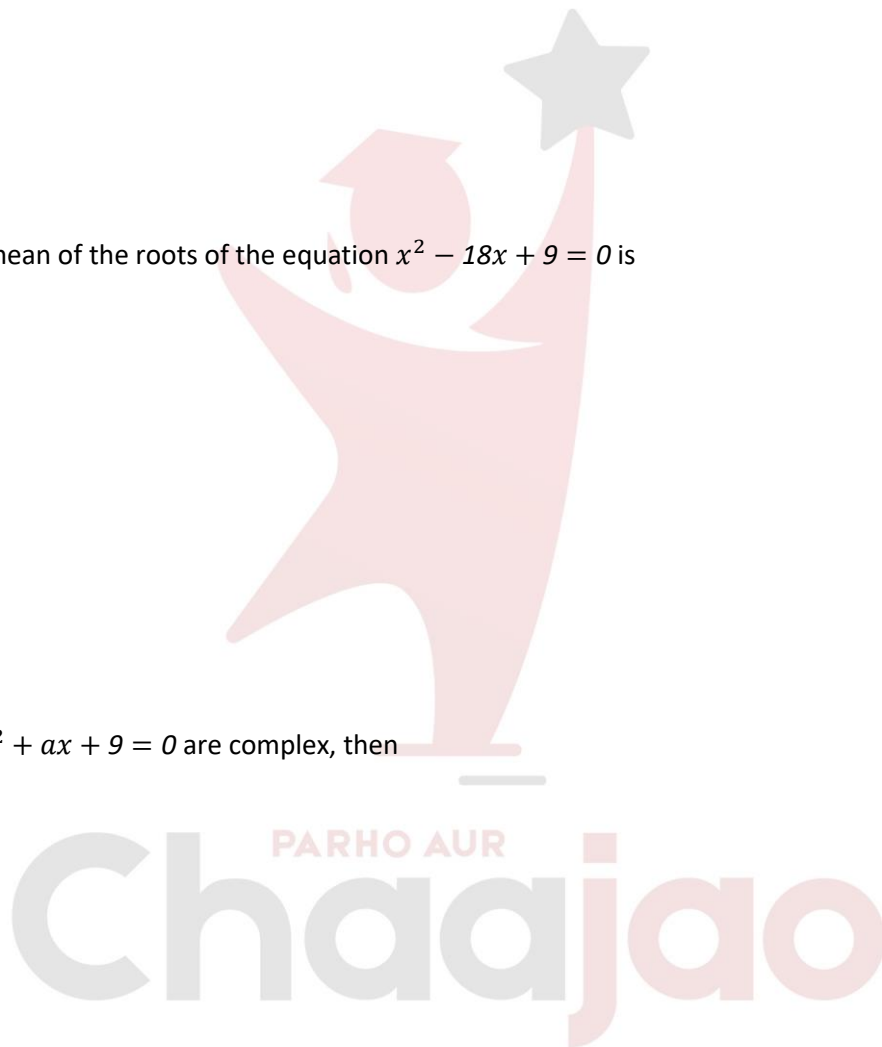 mean of the roots of the equation x² − 18x + 9 = 0 is
² + ax + 9 = 0 are complex, then
PARHO AUR
Chaajao